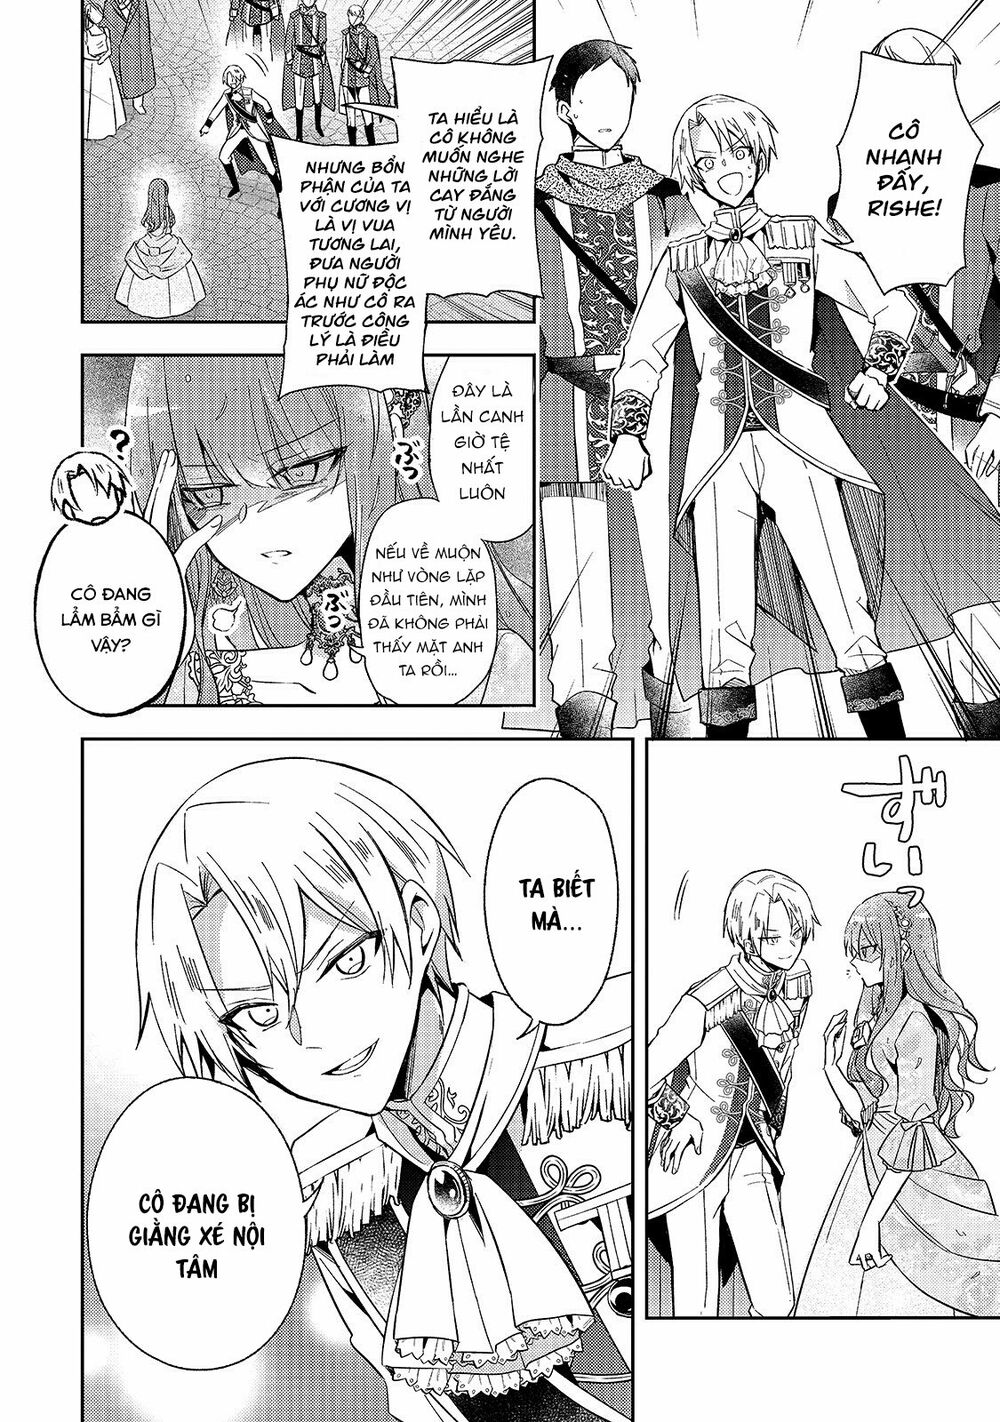 CÔ
NHANH
ĐẤY,
RISHE!
TA HIỂU LÀ
CÔ KHÔNG
MUỐN NGHE
NHỮNG LỜI
CAY ĐẮNG
TỪ NGƯỜI
MÌNH YÊU.
NHƯNG BỔN
PHẬN CỦA TA
VỚI CƯƠNG VỊ
LÀ VỊ VUA
TƯƠNG LAI,
ĐƯA NGƯỜI
PHỤ NỮ ĐỘC
ÁC NHƯ CÔ RA
TRƯỚC CÔNG
LÝ LÀ ĐIỀU
PHẢI LÀM
ĐÂY LÀ
LẦN CANH
GIỜ TỆ
NHẤT
LUÔN
ぶっ
NẾU VỀ MUỘN
NHƯ VÒNG LẶP
ĐẦU TIÊN, MÌNH
ĐÃ KHÔNG PHẢI
THẤY MẶT ANH
TA RỒI...
ぶっ
?
CÔ ĐANG
LẨM BẨM GÌ
VẬY?
ずいっ
TA BIẾT
MÀ...
CÔ ĐANG BỊ
GIẰNG XÉ NỘI
TÂM